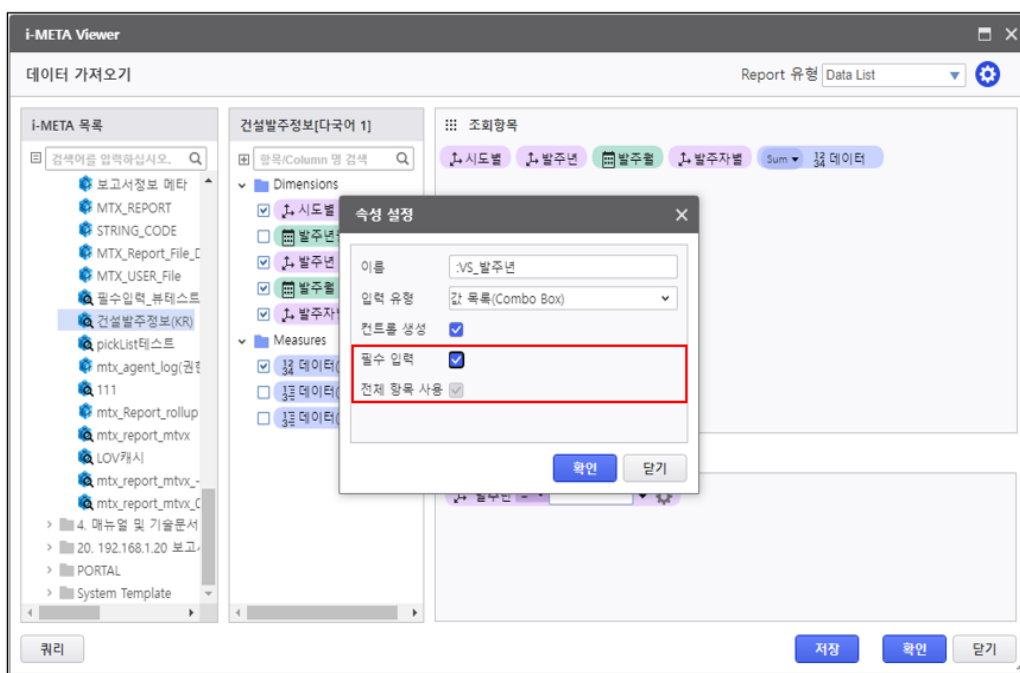 i-META Viewer
데이터 가져오기
Report 유형 Data List
i-META 목록
검색어를 입력하십시오.
보고서정보 메타
MTX_REPORT
STRING_CODE
MTX_Report_File_D
MTX_USER_File
필수입력_뷰테스트
건설발주정보(KR)
pickList테스트
mtx_agent_log(권한
111
mtx_Report_rollup
mtx_report_mtvx
LOV캐시
mtx_report_mtvx_-
mtx_report_mtvx_
4. 매뉴얼 및 기술문서
20. 192.168.1.20 보고
PORTAL
System Template
건설발주정보[다국어 1]
항목/Column 명 검색
Dimensions
시도별
발주년
발주년
발주월
발주자
Measures
데이터(
데이터(
데이터(
조회항목
시도별 발주년 발주월 발주자별 Sum 데이터
속성 설정
이름 :VS_발주년
입력 유형 값 목록(Combo Box)
컨트롤 생성
필수 입력
전체 항목 사용
확인 닫기
발주년 =
쿼리
저장 확인 닫기